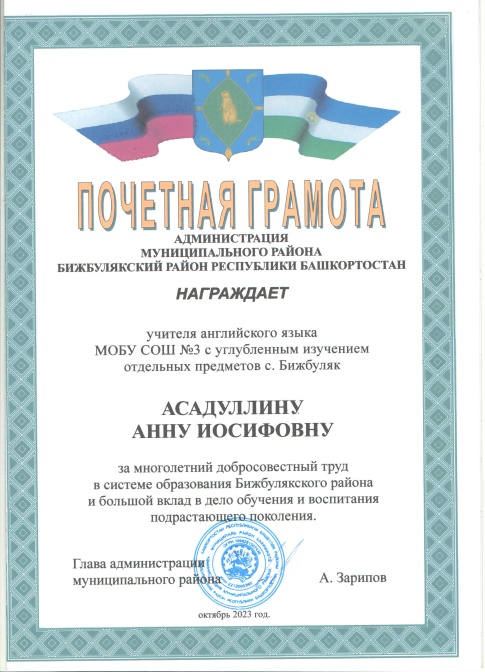 ПОЧЕТНАЯ ГРАМОТА
АДМИНИСТРАЦИЯ
МУНИЦИПАЛЬНОГО РАЙОНА
БИЖБУЛЯКСКИЙ РАЙОН РЕСПУБЛИКИ БАШКОРТОСТАН
НАГРАЖДАЕТ
учителя английского языка
МОБУ СОШ №3 с углубленным изучением
отдельных предметов с. Бижбуляк
АСАДУЛЛИНУ
АННУ ИОСИФОВНУ
за многолетний добросовестный труд
в системе образования Бижбулякского района
и большой вклад в дело обучения и воспитания
подрастающего поколения.
Глава администрации
муниципального района А. Зарипов
октябрь 2023 год.